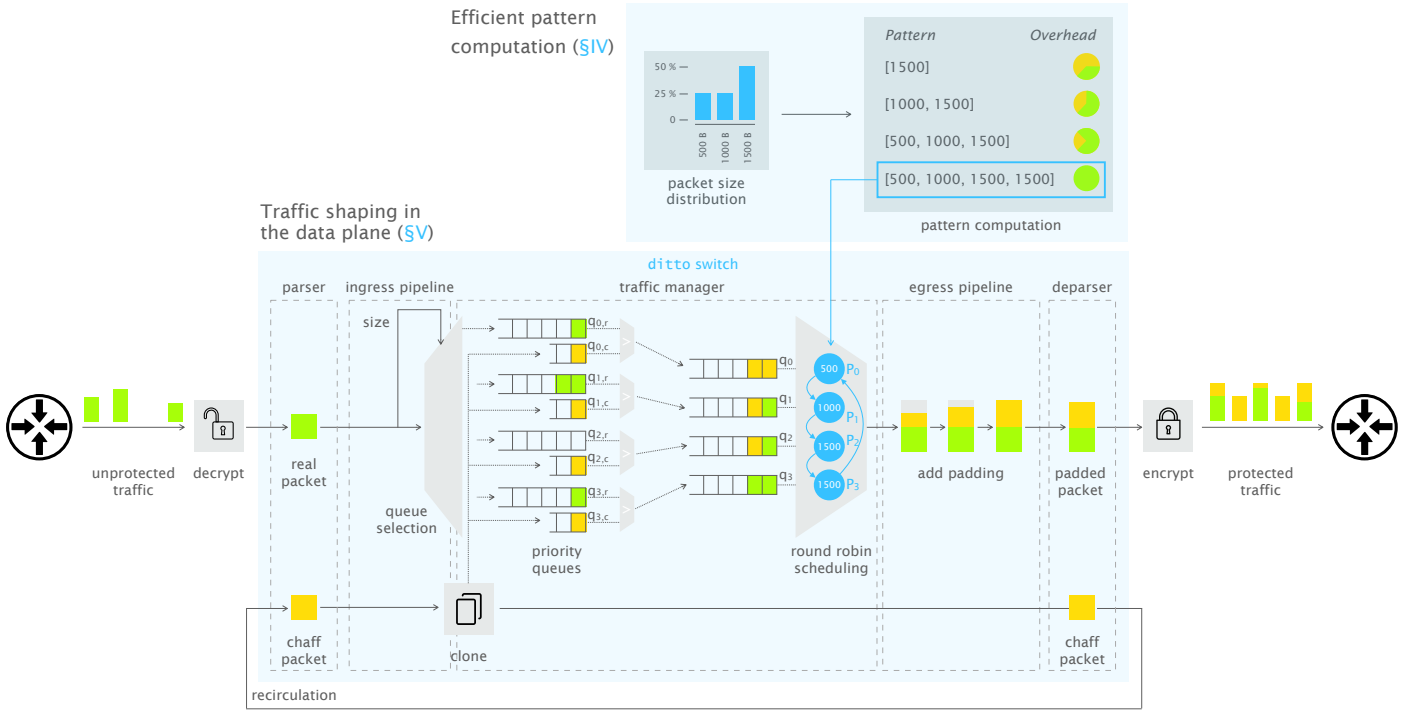 Efficient pattern
computation (§IV)
50 %
25 %
0
500 B
1000 B
1500 B
packet size
distribution
Pattern Overhead
[1500]
[1000, 1500]
[500, 1000, 1500]
[500, 1000, 1500, 1500]
pattern computation
Traffic shaping in
the data plane (§V)
ditto switch
parser
ingress pipeline
traffic manager
egress pipeline
deparser
size
q0,r
q0,c
q1,r
q1,c
q2,r
q2,c
q3,r
q3,c
>
>
>
>
q0
q1
q2
q3
500
P0
1000
P1
1500
P2
1500
P3
unprotected
traffic
decrypt
real
packet
queue
selection
priority
queues
round robin
scheduling
add padding
padded
packet
encrypt
protected
traffic
chaff
packet
clone
chaff
packet
recirculation